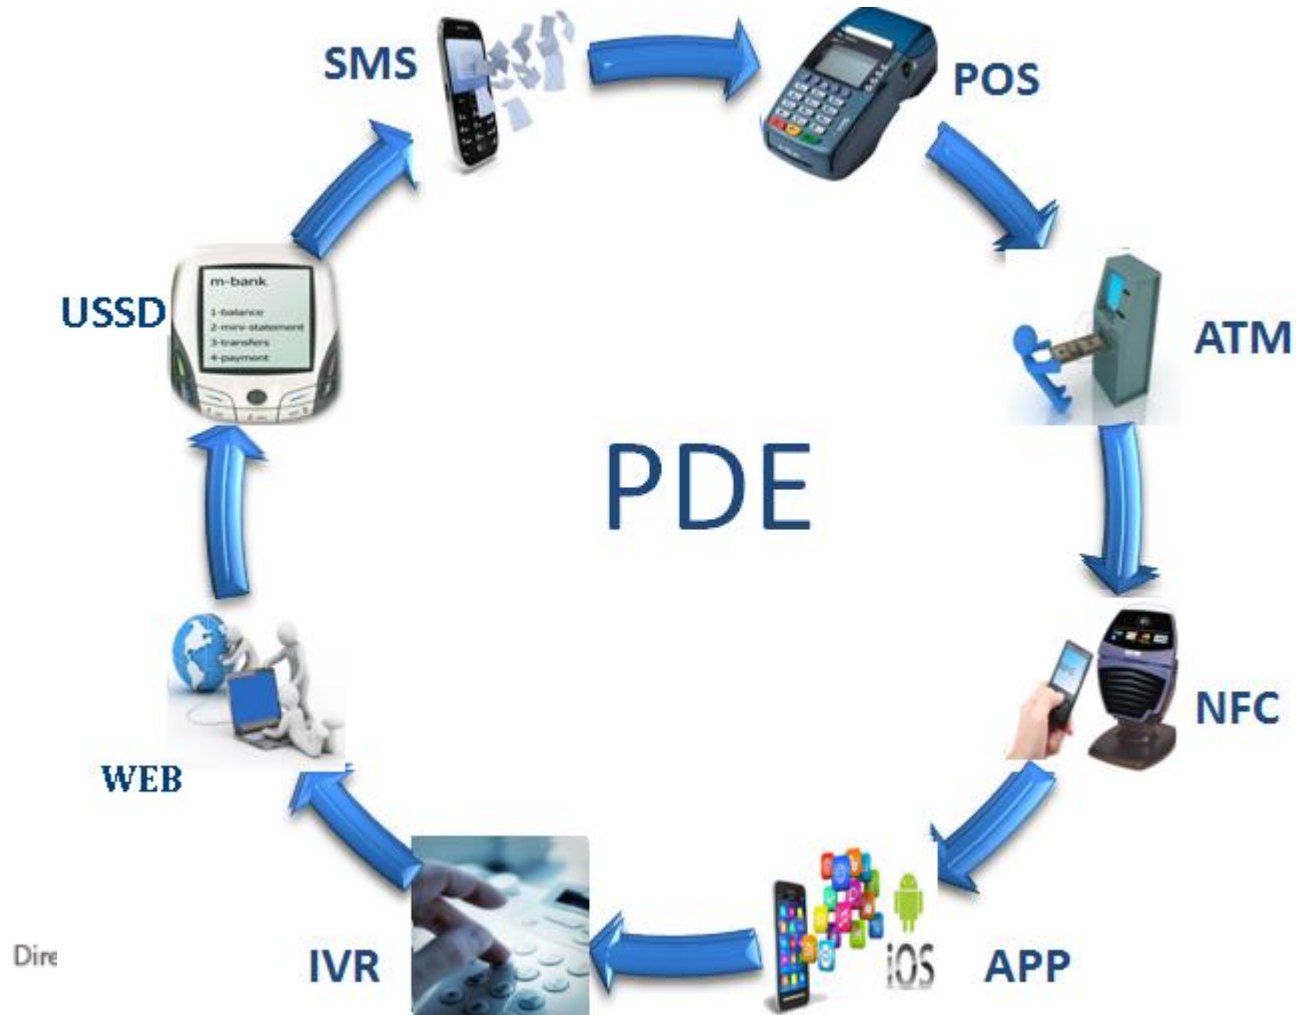 SMS
POS
USSD
m-bank
1-balance
2-mini-statement
3-transfers
4-payment
ATM
PDE
NFC
WEB
iOS
IVR
APP
Dire